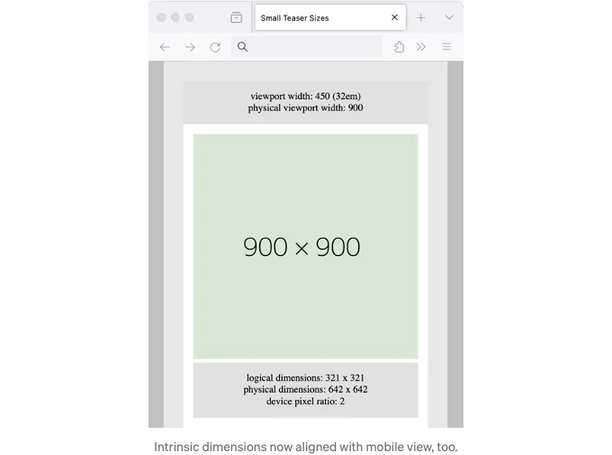 Small Teaser Sizes
viewport width: 450 (32em)
physical viewport width: 900
900 × 900
logical dimensions: 321 x 321
physical dimensions: 642 x 642
device pixel ratio: 2
Intrinsic dimensions now aligned with mobile view, too.